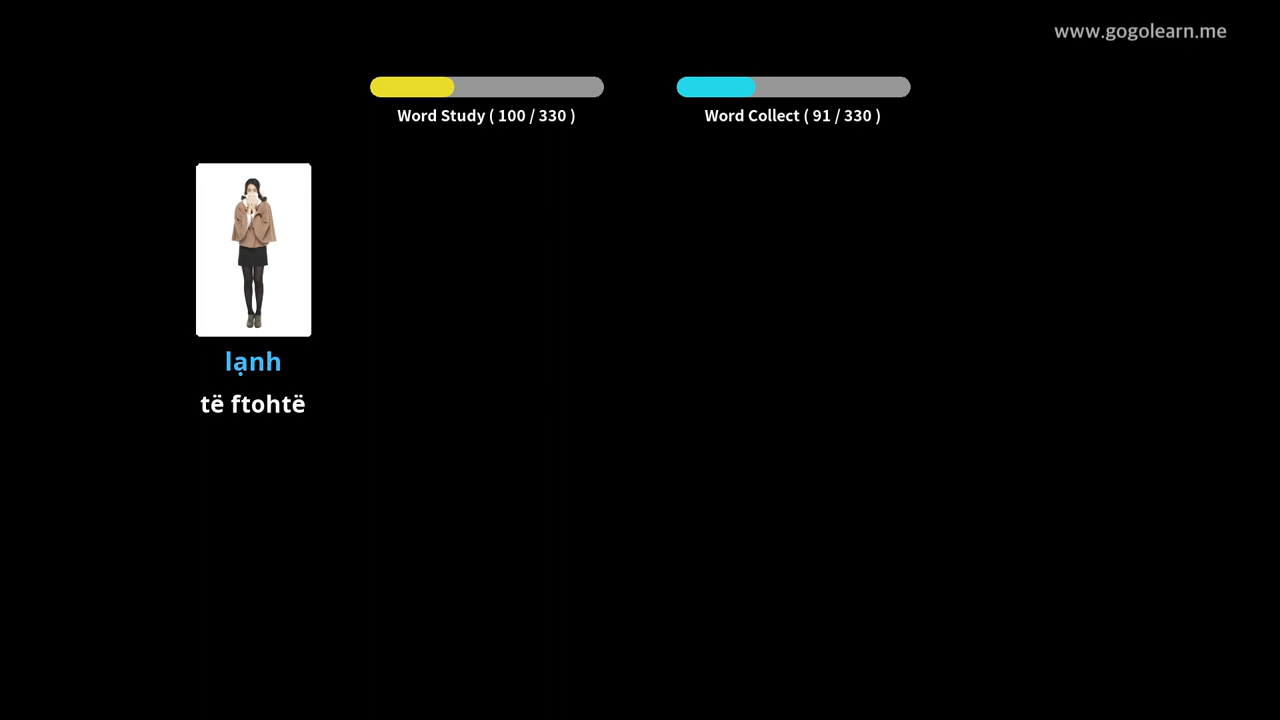 www.gogolearn.me
Word Study ( 100 / 330 )
Word Collect ( 91 / 330 )
lạnh
të ftohtë